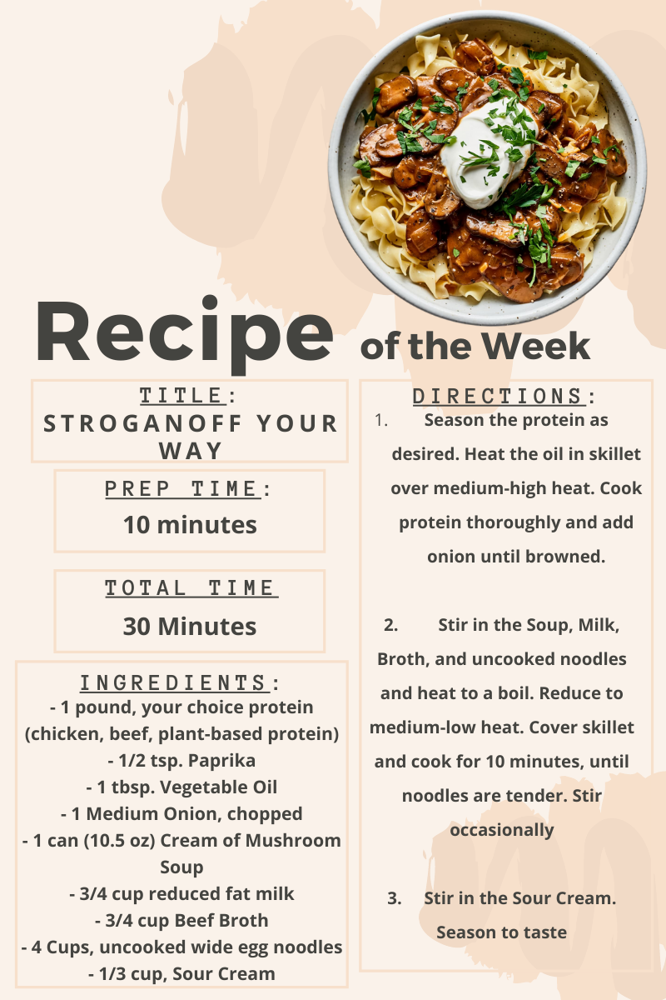 Recipe of the Week
TITLE:
STROGANOFF YOUR
WAY
PREP TIME:
10 minutes
TOTAL TIME
30 Minutes
INGREDIENTS:
- 1 pound, your choice protein
(chicken, beef, plant-based protein)
- 1/2 tsp. Paprika
- 1 tbsp. Vegetable Oil
- 1 Medium Onion, chopped
- 1 can (10.5 oz) Cream of Mushroom
Soup
- 3/4 cup reduced fat milk
- 3/4 cup Beef Broth
- 4 Cups, uncooked wide egg noodles
- 1/3 cup, Sour Cream
DIRECTIONS:
1. Season the protein as
desired. Heat the oil in skillet
over medium-high heat. Cook
protein thoroughly and add
onion until browned.
2. Stir in the Soup, Milk,
Broth, and uncooked noodles
and heat to a boil. Reduce to
medium-low heat. Cover skillet
and cook for 10 minutes, until
noodles are tender. Stir
occasionally
3. Stir in the Sour Cream.
Season to taste